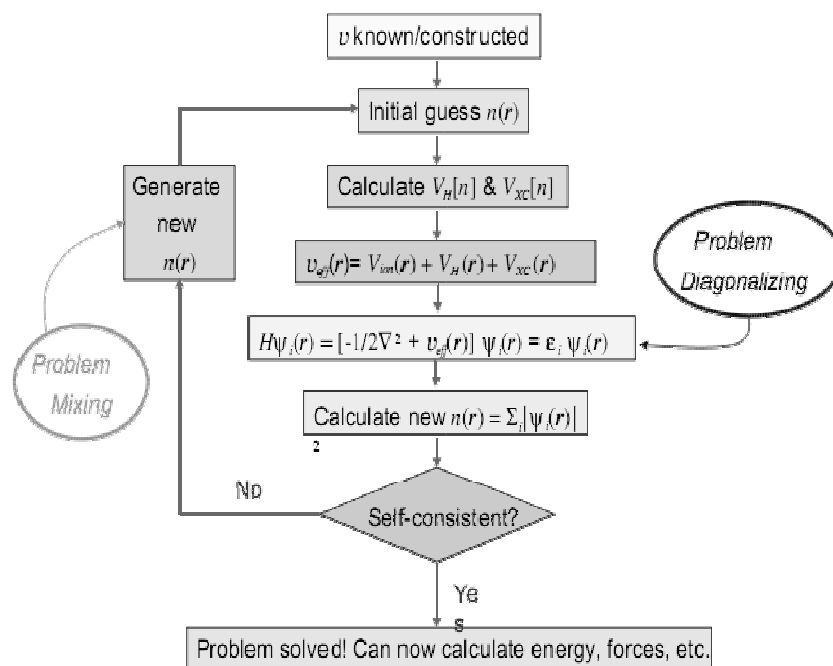 υ known/constructed
Initial guess n(r)
Generate
new
n(r)
Calculate V_H[n] & V_XC[n]
υ_eff(r)= V_ion(r) + V_H(r) + V_XC(r)
Problem
Diagonalizing
Hψ_i(r) = [-1/2∇² + υ_eff(r)] ψ_i(r) = ε_i ψ_i(r)
Problem
Mixing
Calculate new n(r) = Σ_i|ψ_i(r)|
2
No
Self-consistent?
Ye
s
Problem solved! Can now calculate energy, forces, etc.